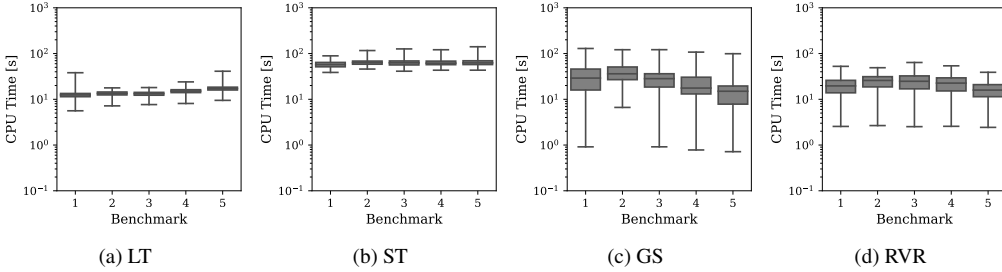 10³
10²
10¹
10⁰
10⁻¹
CPU Time [s]
1 2 3 4 5
Benchmark
(a) LT
10³
10²
10¹
10⁰
10⁻¹
CPU Time [s]
1 2 3 4 5
Benchmark
(b) ST
10³
10²
10¹
10⁰
10⁻¹
CPU Time [s]
1 2 3 4 5
Benchmark
(c) GS
10³
10²
10¹
10⁰
10⁻¹
CPU Time [s]
1 2 3 4 5
Benchmark
(d) RVR